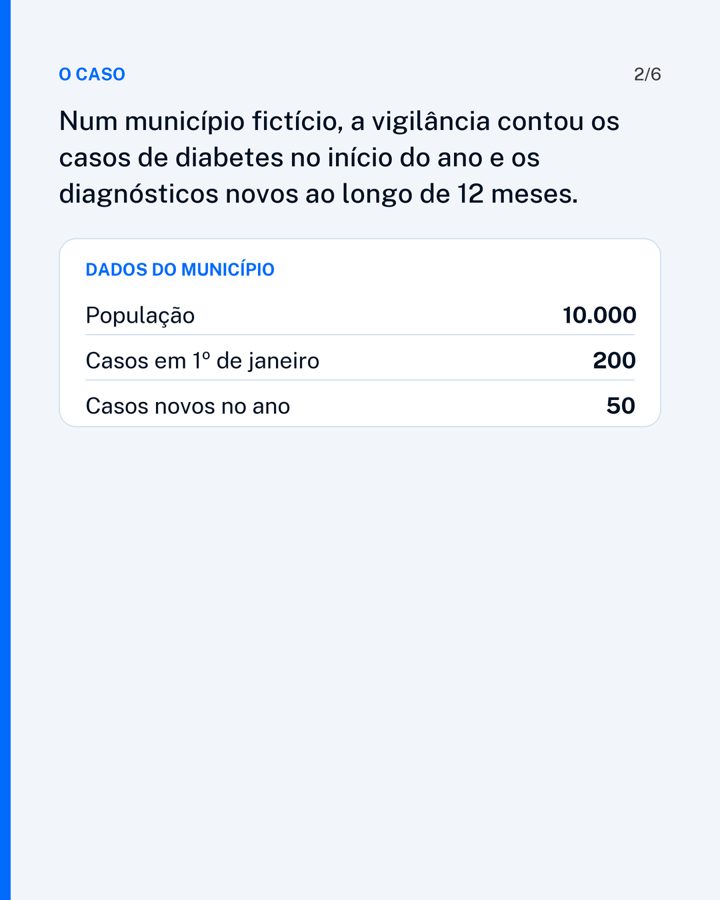 O CASO
2/6
Num município fictício, a vigilância contou os
casos de diabetes no início do ano e os
diagnósticos novos ao longo de 12 meses.
DADOS DO MUNICÍPIO
População 10.000
Casos em 1º de janeiro 200
Casos novos no ano 50